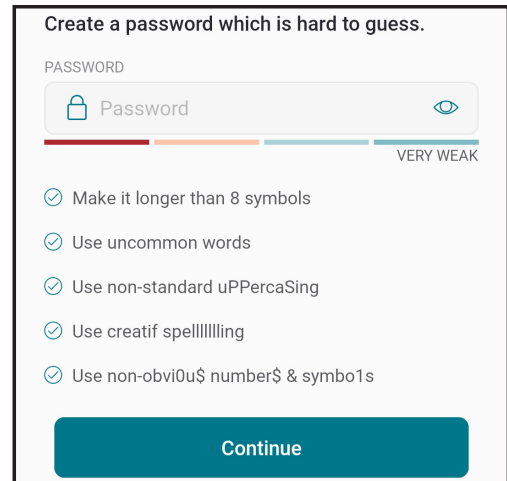 Create a password which is hard to guess.
PASSWORD
Password
VERY WEAK
Make it longer than 8 symbols
Use uncommon words
Use non-standard uPPercaSing
Use creatif spelllllllling
Use non-obvi0u$ number$ & symbo1s
Continue